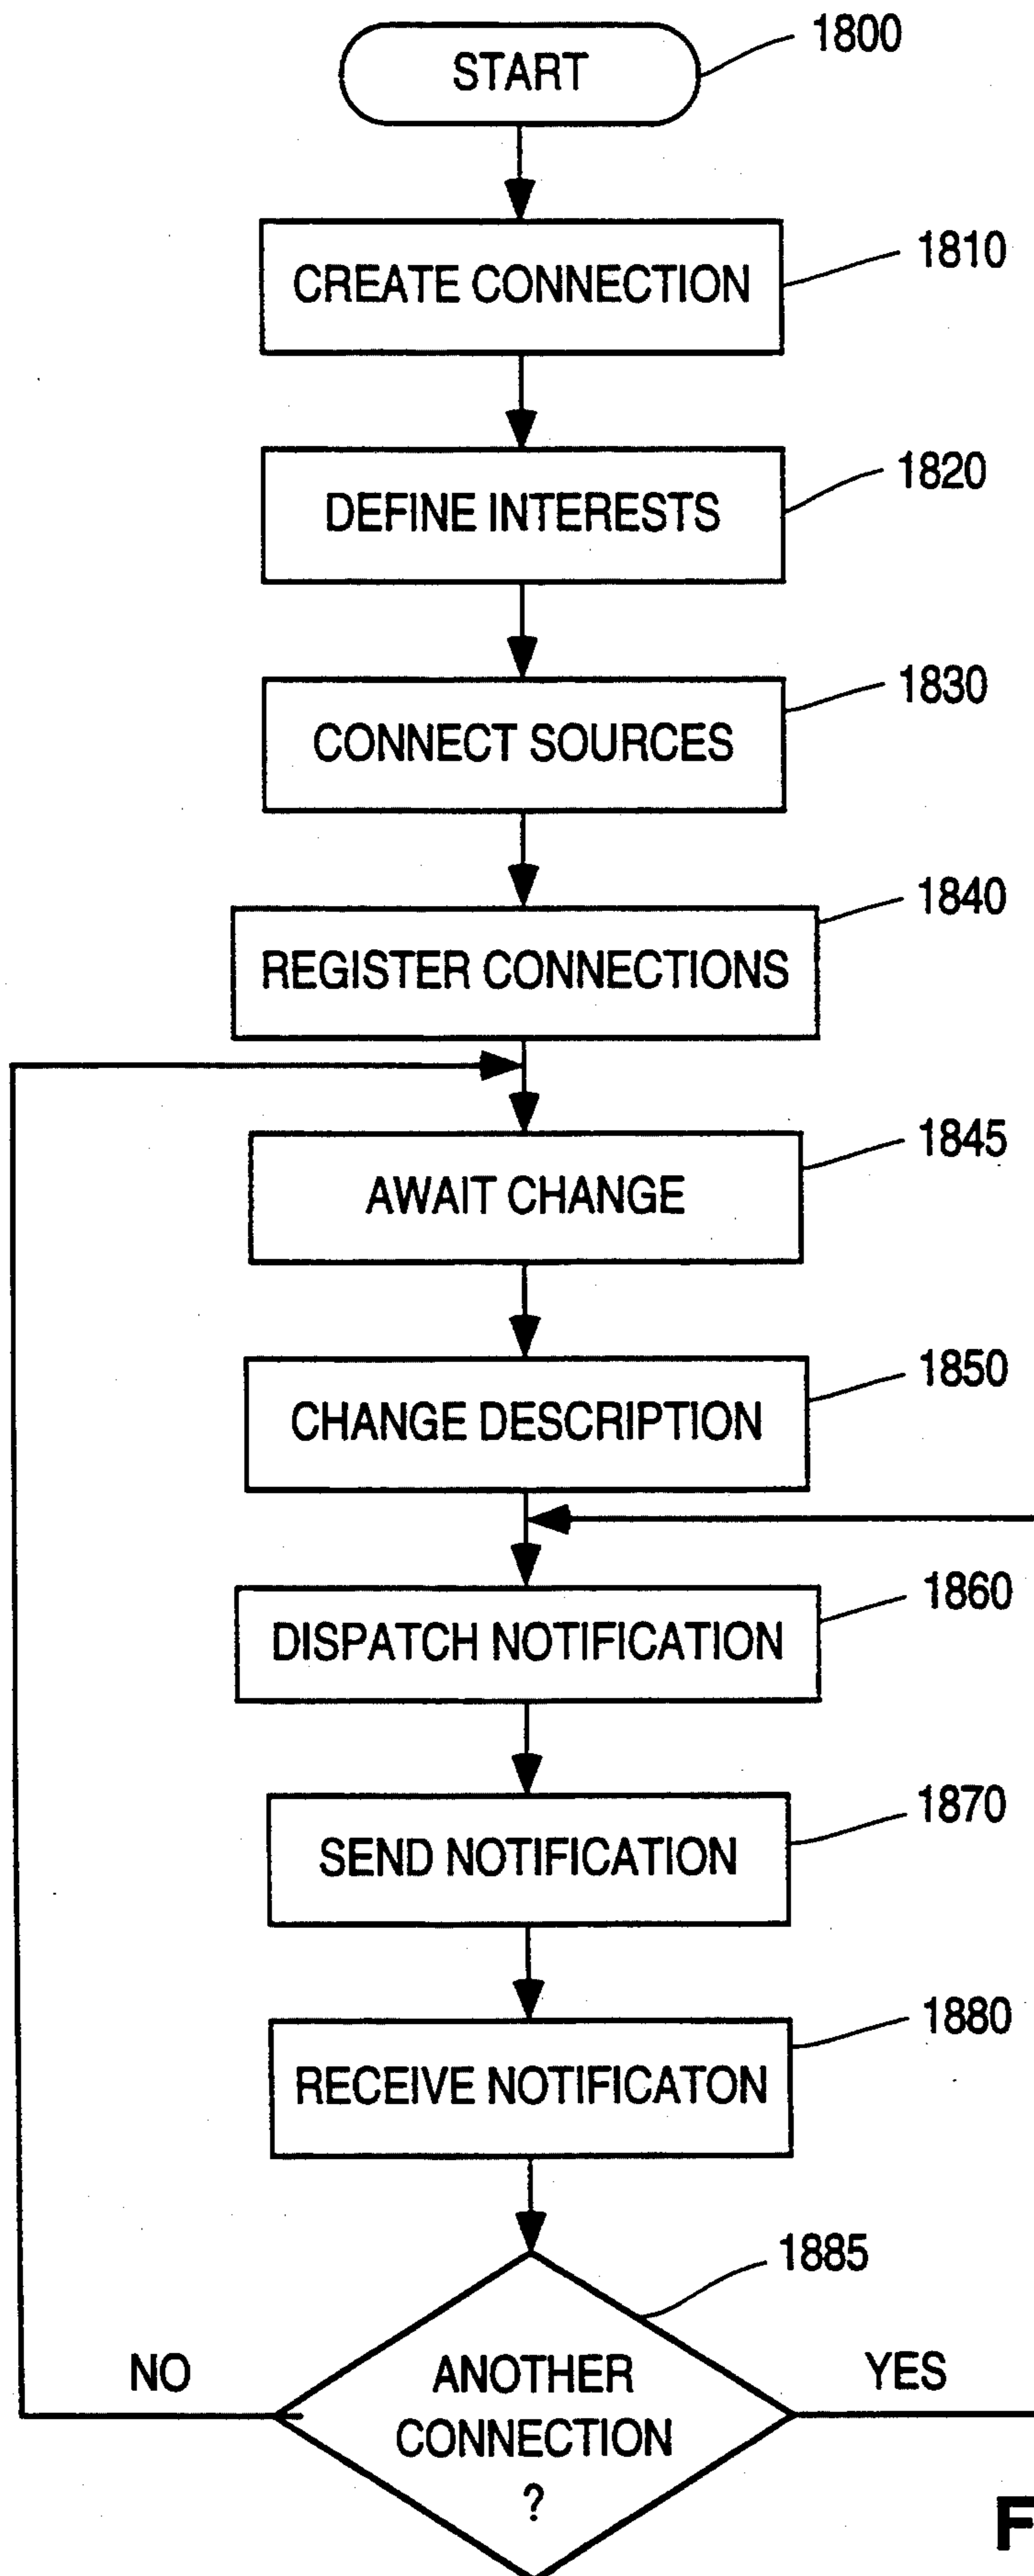 START
1800
CREATE CONNECTION
1810
DEFINE INTERESTS
1820
CONNECT SOURCES
1830
REGISTER CONNECTIONS
1840
AWAIT CHANGE
1845
CHANGE DESCRIPTION
1850
DISPATCH NOTIFICATION
1860
SEND NOTIFICATION
1870
RECEIVE NOTIFICATON
1880
1885
NO
ANOTHER
CONNECTION
?
YES
F